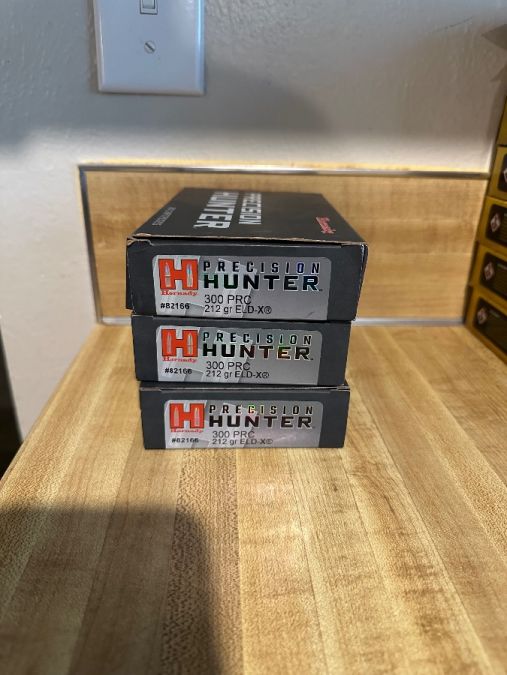 PRECISION
HUNTER
Hornady
PRECISION
HUNTER
Hornady
300 PRC
#82166
212 gr ELD-X®
PRECISION
HUNTER
Hornady
300 PRC
#82166
212 gr ELD-X®
PRECISION
HUNTER
Hornady
300 PRC
#82166
212 gr ELD-X®